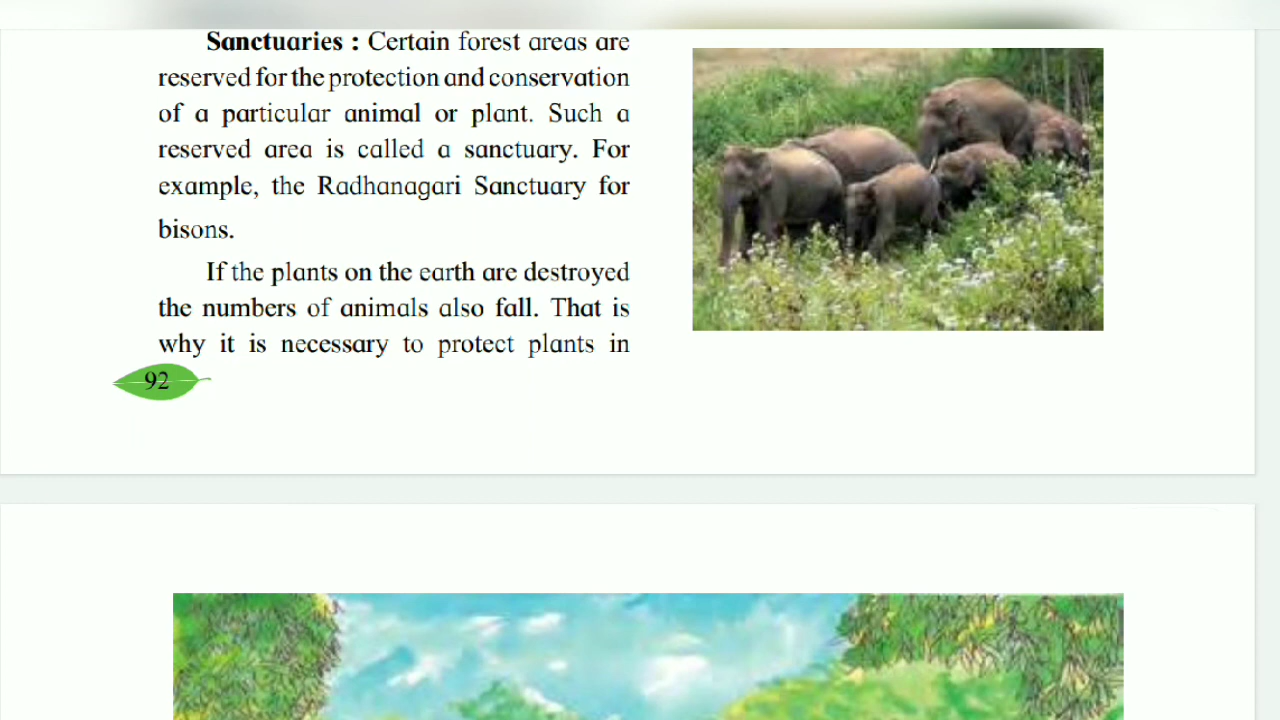 Sanctuaries : Certain forest areas are
reserved for the protection and conservation
of a particular animal or plant. Such a
reserved area is called a sanctuary. For
example, the Radhanagari Sanctuary for
bisons.
If the plants on the earth are destroyed
the numbers of animals also fall. That is
why it is necessary to protect plants in
92